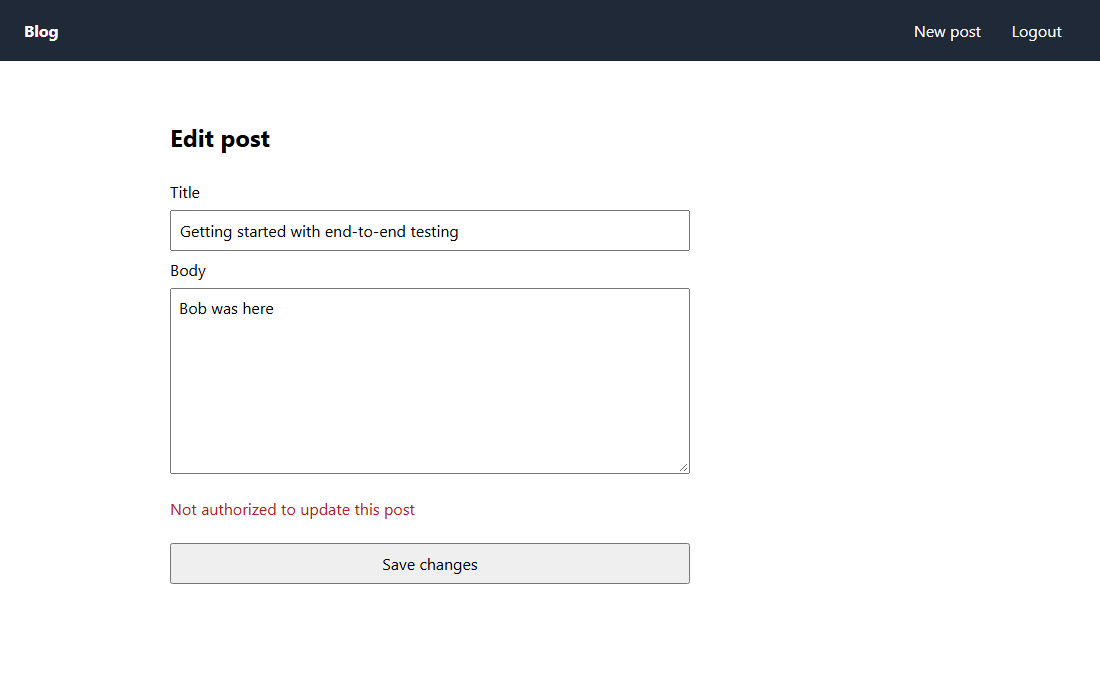 Blog
New post
Logout
Edit post
Title
Getting started with end-to-end testing
Body
Bob was here
Not authorized to update this post
Save changes